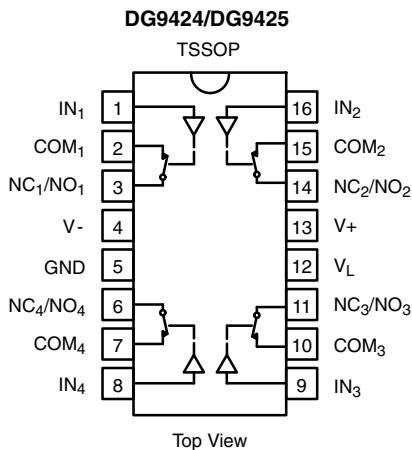 DG9424/DG9425
TSSOP
IN1 1 16 IN2
COM1 2 15 COM2
NC1/NO1 3 14 NC2/NO2
V- 4 13 V+
GND 5 12 VL
NC4/NO4 6 11 NC3/NO3
COM4 7 10 COM3
IN4 8 9 IN3
Top View